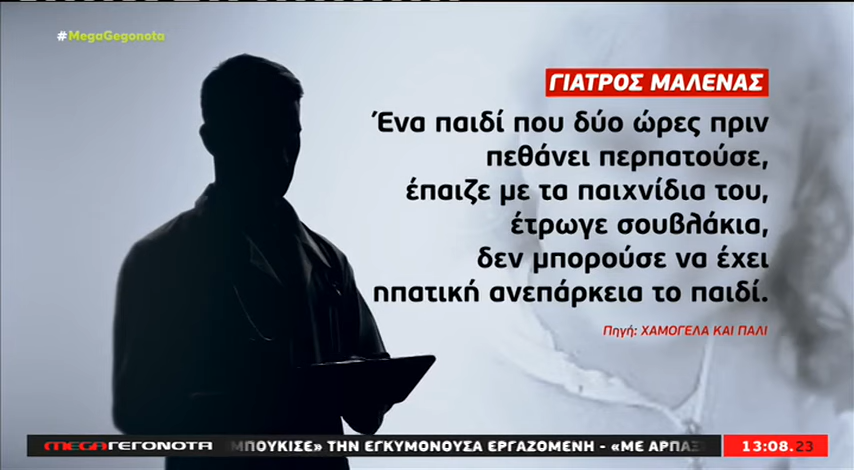 #MegaGegonota
ΓΙΑΤΡΟΣ ΜΑΛΕΝΑΣ
Ένα παιδί που δύο ώρες πριν
πεθάνει περπατούσε,
έπαιζε με τα παιχνίδια του,
έτρωγε σουβλάκια,
δεν μπορούσε να έχει
ηπατική ανεπάρκεια το παιδί.
Πηγή: ΧΑΜΟΓΕΛΑ ΚΑΙ ΠΑΛΙ
MEGA ΓΕΓΟΝΟΤΑ ΜΠΟΥΚΙΣΕ» ΤΗΝ ΕΓΚΥΜΟΝΟΥΣΑ ΕΡΓΑΖΟΜΕΝΗ - «ΜΕ ΑΡΠΑΞ 13:08.23